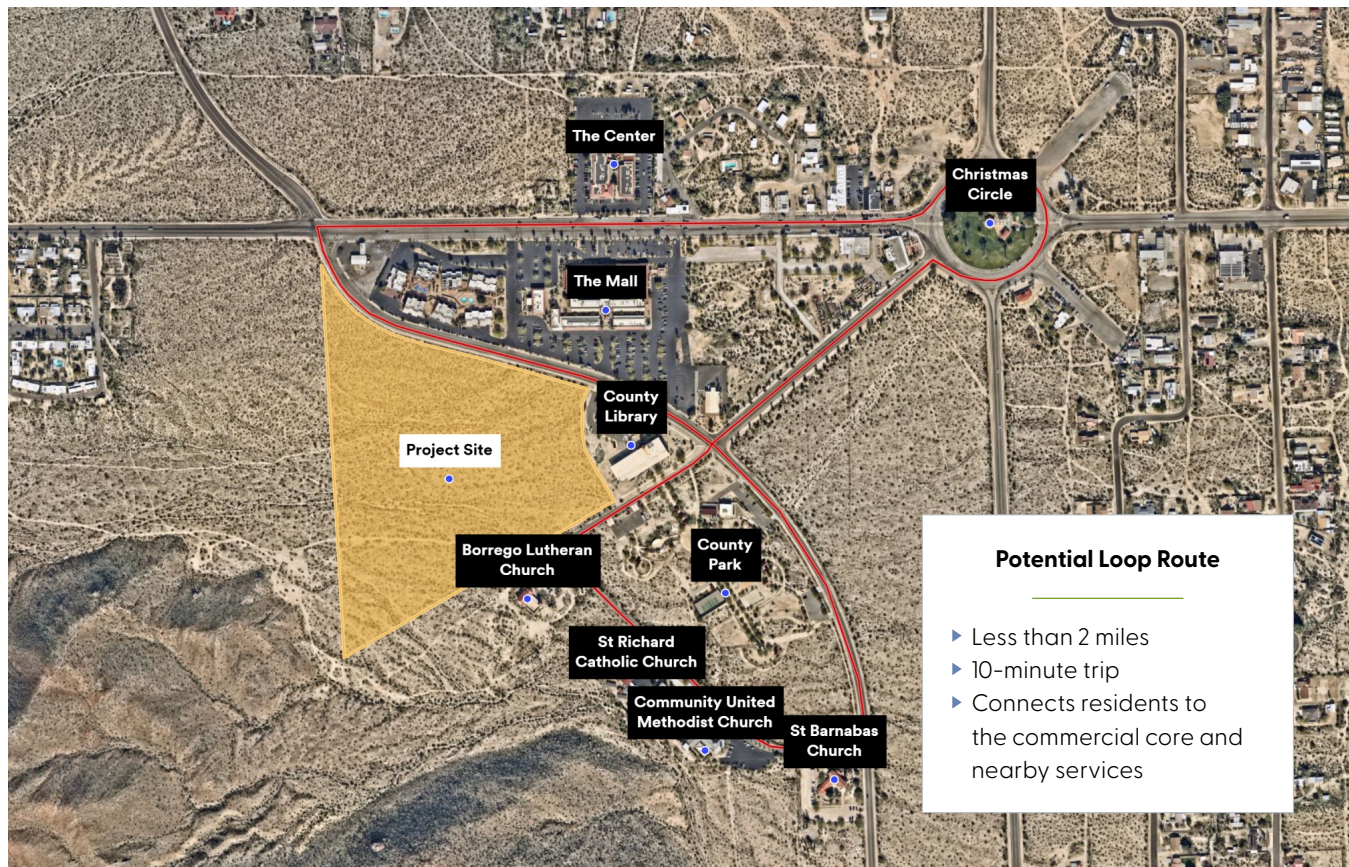 The Center
Christmas
Circle
The Mall
County
Library
Project Site
Borrego Lutheran
Church
County
Park
St Richard
Catholic Church
Community United
Methodist Church
St Barnabas
Church
Potential Loop Route
Less than 2 miles
10-minute trip
Connects residents to
the commercial core and
nearby services